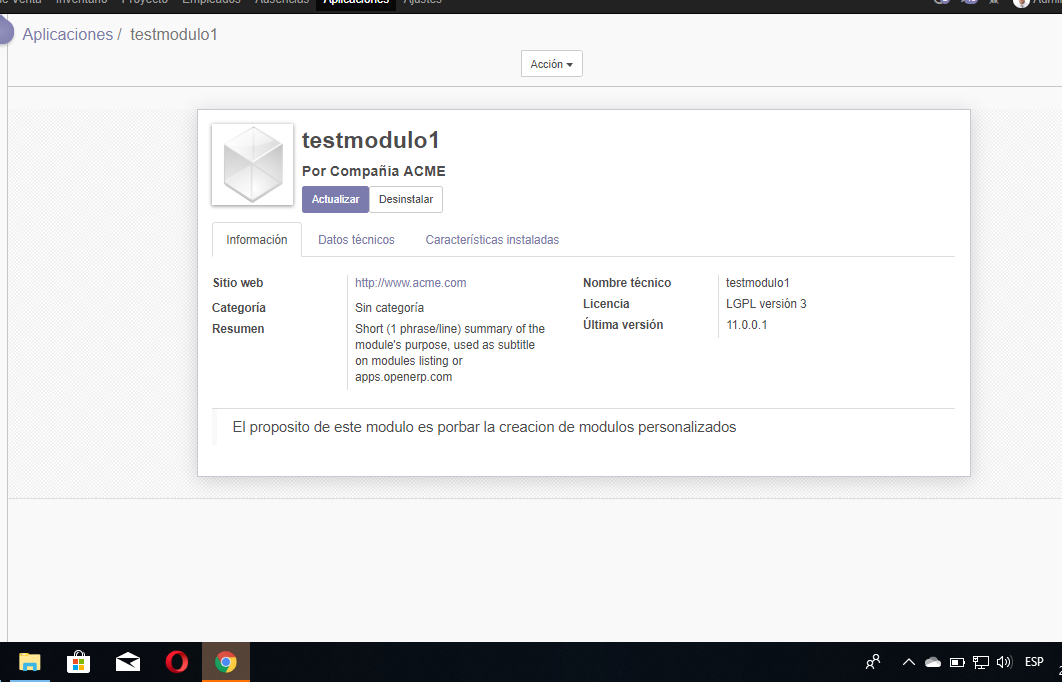 Aplicaciones / testmodulo1
Acción
testmodulo1
Por Compañia ACME
Actualizar Desinstalar
Información Datos técnicos Características instaladas
Sitio web http://www.acme.com
Categoría Sin categoría
Resumen Short (1 phrase/line) summary of the
module's purpose, used as subtitle
on modules listing or
apps.openerp.com
Nombre técnico testmodulo1
Licencia LGPL versión 3
Última versión 11.0.0.1
El proposito de este modulo es porbar la creacion de modulos personalizados
ESP